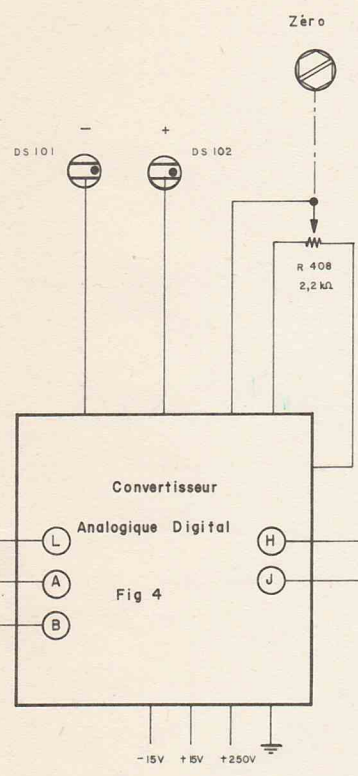 Zéro
- +
DS 101 DS 102
R 408
2,2 kΩ
Convertisseur
Analogique Digital
Fig 4
L
A
B
H
J
-15V +15V +250V